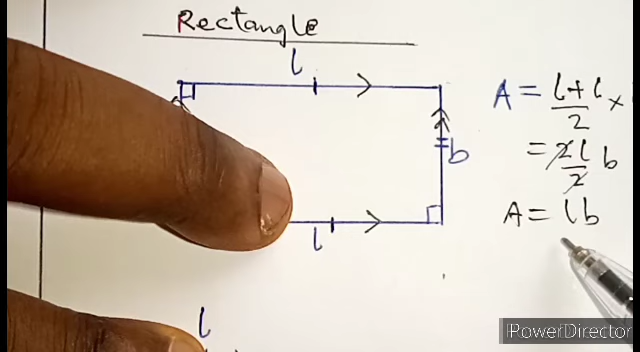 Rectangle
l
A = l+l/2 x
= 2l/2 b
b
A = lb
l
l
PowerDirector